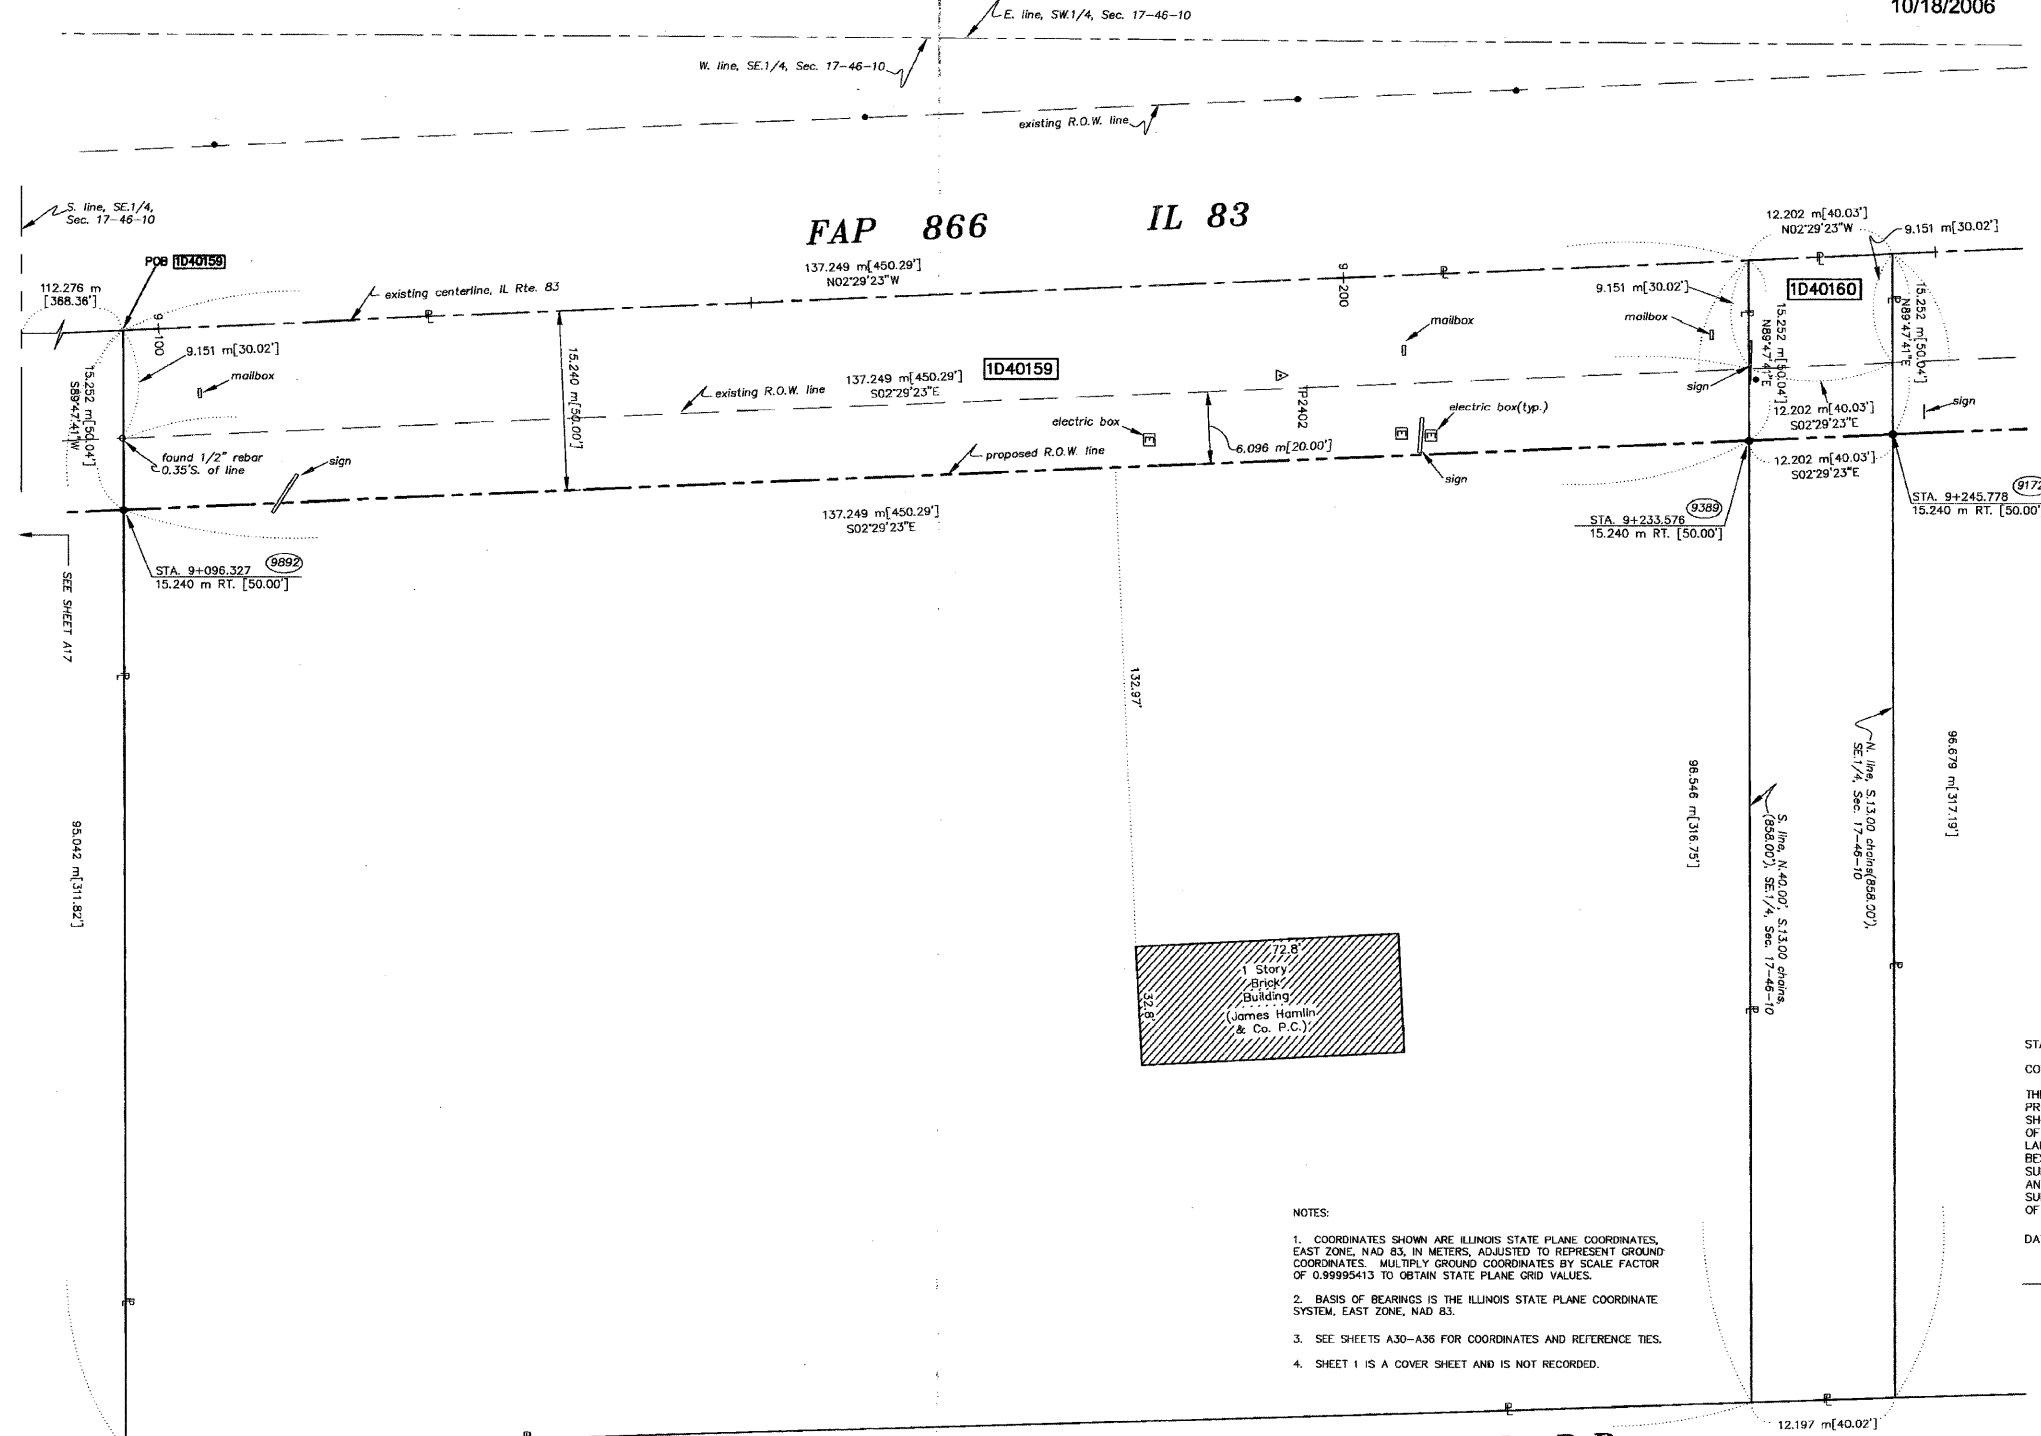 10/18/2006
E. line, SW.1/4, Sec. 17-46-10
W. line, SE.1/4, Sec. 17-46-10
existing R.O.W. line
S. line, SE.1/4,
Sec. 17-46-10
FAP 866 IL 83
12.202 m[40.03']
N02°29'23"W
9.151 m[30.02']
POB 1D40159
137.249 m[450.29']
N02°29'23"W
9-200
112.276 m
[368.36']
existing centerline, IL Rte. 83
9.151 m[30.02']
1D40160
15.252 m[50.04']
N89°47'41"E
9-100
9.151 m[30.02']
mailbox
mailbox
mailbox
15.252 m[50.04']
N89°47'41"E
15.252 m[50.04']
S89°47'41"W
15.240 m[50.00']
1D40159
existing R.O.W. line
137.249 m[450.29']
S02°29'23"E
TP2402
sign
sign
12.202 m[40.03']
S02°29'23"E
electric box
electric box(typ.)
E
E
E
found 1/2" rebar
0.35'S. of line
sign
proposed R.O.W. line
6.096 m[20.00']
sign
12.202 m[40.03']
S02°29'23"E
137.249 m[450.29']
S02°29'23"E
9389
STA. 9+233.576
15.240 m RT. [50.00']
9172
STA. 9+245.778
15.240 m RT. [50.00'
9892
STA. 9+096.327
15.240 m RT. [50.00']
SEE SHEET A17
132.97'
95.042 m[311.82']
96.546 m[316.75']
S. line, N.40.00', S.13.00 chains,
(858.00'), SE.1/4, Sec. 17-46-10
N. line, S.13.00 chains(858.00'),
SE.1/4, Sec. 17-46-10
96.679 m[317.19']
72.8'
32.8'
1 Story
Brick
Building
(James Hamlin
& Co. P.C.)
NOTES:
1. COORDINATES SHOWN ARE ILLINOIS STATE PLANE COORDINATES,
EAST ZONE, NAD 83, IN METERS, ADJUSTED TO REPRESENT GROUND
COORDINATES. MULTIPLY GROUND COORDINATES BY SCALE FACTOR
OF 0.99995413 TO OBTAIN STATE PLANE GRID VALUES.
2. BASIS OF BEARINGS IS THE ILLINOIS STATE PLANE COORDINATE
SYSTEM, EAST ZONE, NAD 83.
3. SEE SHEETS A30-A36 FOR COORDINATES AND REFERENCE TIES.
4. SHEET 1 IS A COVER SHEET AND IS NOT RECORDED.
12.197 m[40.02']
STA
CO
THI
PR
SH
OF
LAI
BE
SU
AN
SU
OF
DA